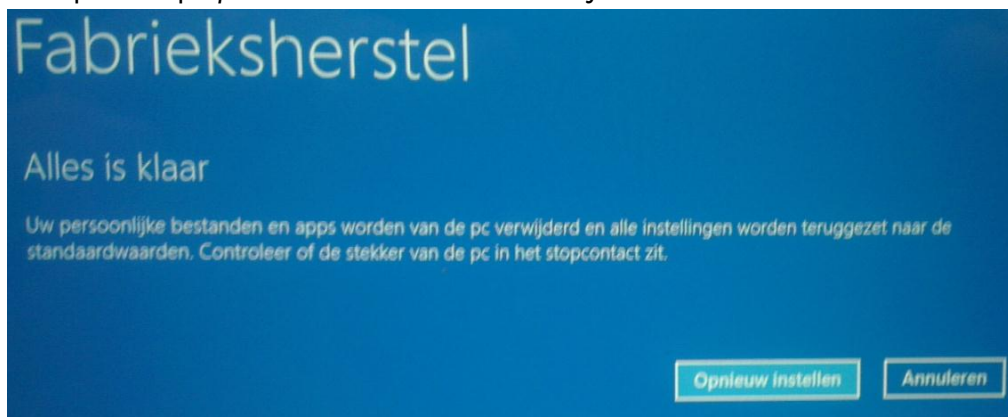 Fabrieksherstel
Alles is klaar
Uw persoonlijke bestanden en apps worden van de pc verwijderd en alle instellingen worden teruggezet naar de
standaardwaarden. Controleer of de stekker van de pc in het stopcontact zit.
Opnieuw instellen Annuleren